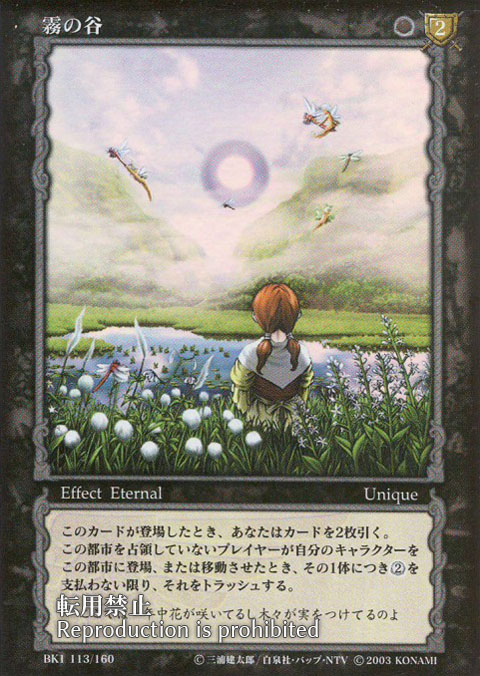 霧の谷
2
Effect Eternal
Unique
このカードが登場したとき、あなたはカードを2枚引く。
この都市を占領していないプレイヤーが自分のキャラクターを
この都市に登場、または移動させたとき、その1体につき②を
支払わない限り、それをトラッシュする。
中花が咲いてるし木々が実をつけてるのよ
転用禁止
Reproduction is prohibited
BK1 113/160
©三浦建太郎/白泉社・バップ・NTV ©2003 KONAMI